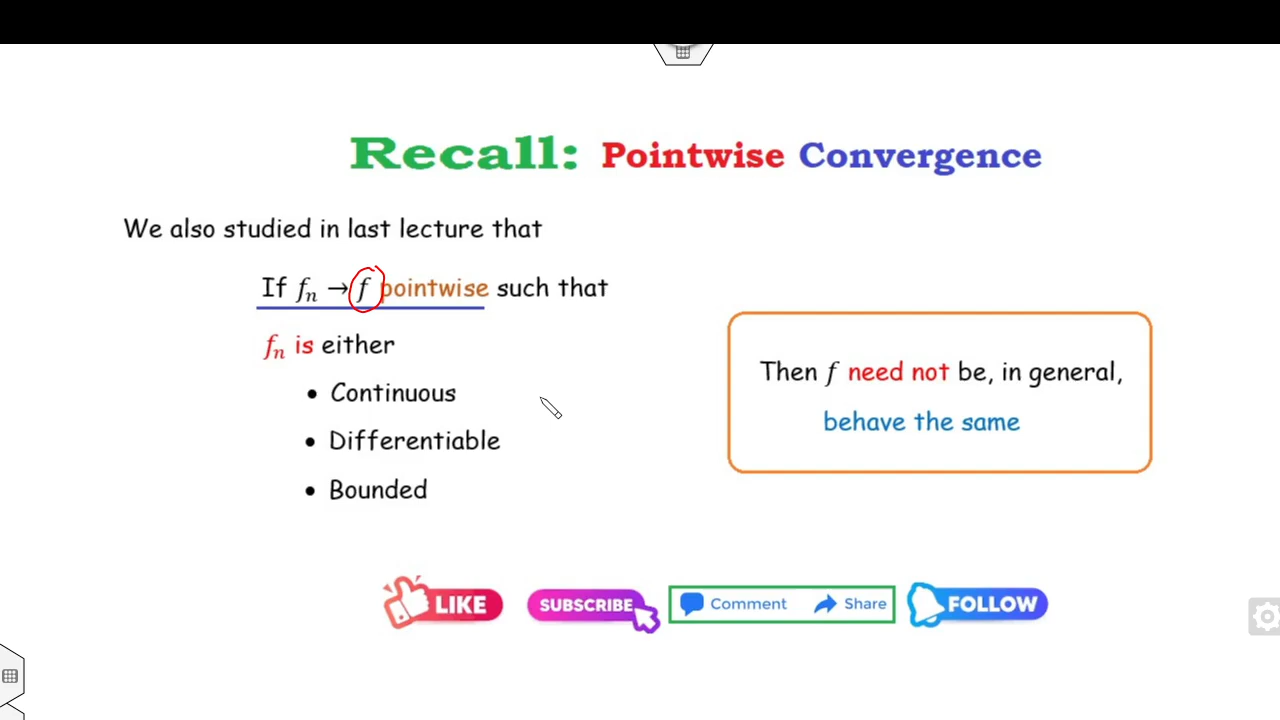 Recall: Pointwise Convergence
We also studied in last lecture that
If fₙ → f pointwise such that
fₙ is either
• Continuous
• Differentiable
• Bounded
Then f need not be, in general,
behave the same
LIKE
SUBSCRIBE
Comment
Share
FOLLOW